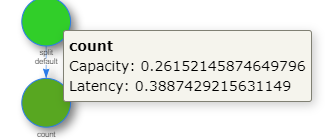 split
default
count
Capacity: 0.26152145874649796
Latency: 0.3887429215631149
count